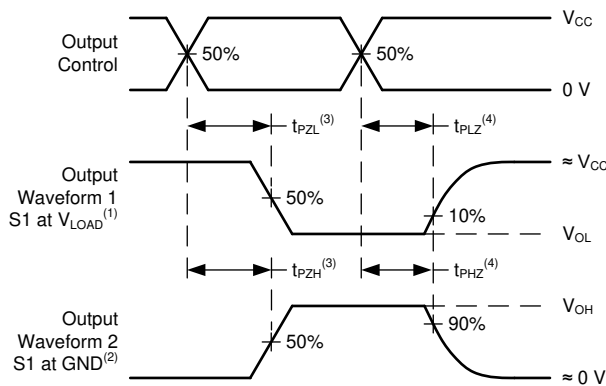 V_CC
Output
Control
50%
50%
0 V
t_PZL^(3)
t_PLZ^(4)
≈ V_CC
Output
Waveform 1
S1 at V_LOAD^(1)
50%
10%
V_OL
t_PZH^(3)
t_PHZ^(4)
V_OH
Output
Waveform 2
S1 at GND^(2)
50%
90%
≈ 0 V